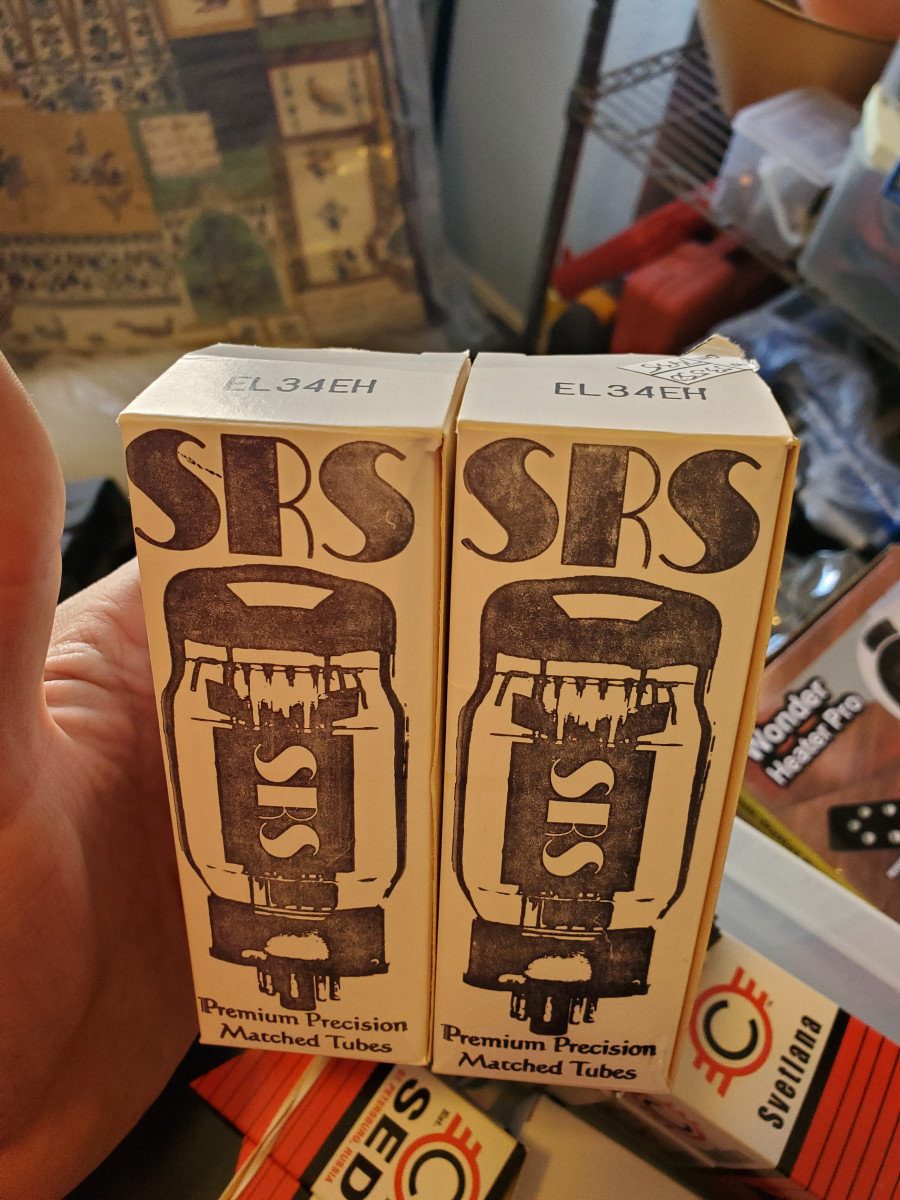 EL34EH
SRS
SRS
Premium Precision
Matched Tubes
EL34EH
SRS
SRS
Premium Precision
Matched Tubes
Wonder
Heater Pro
Svetlana
SED